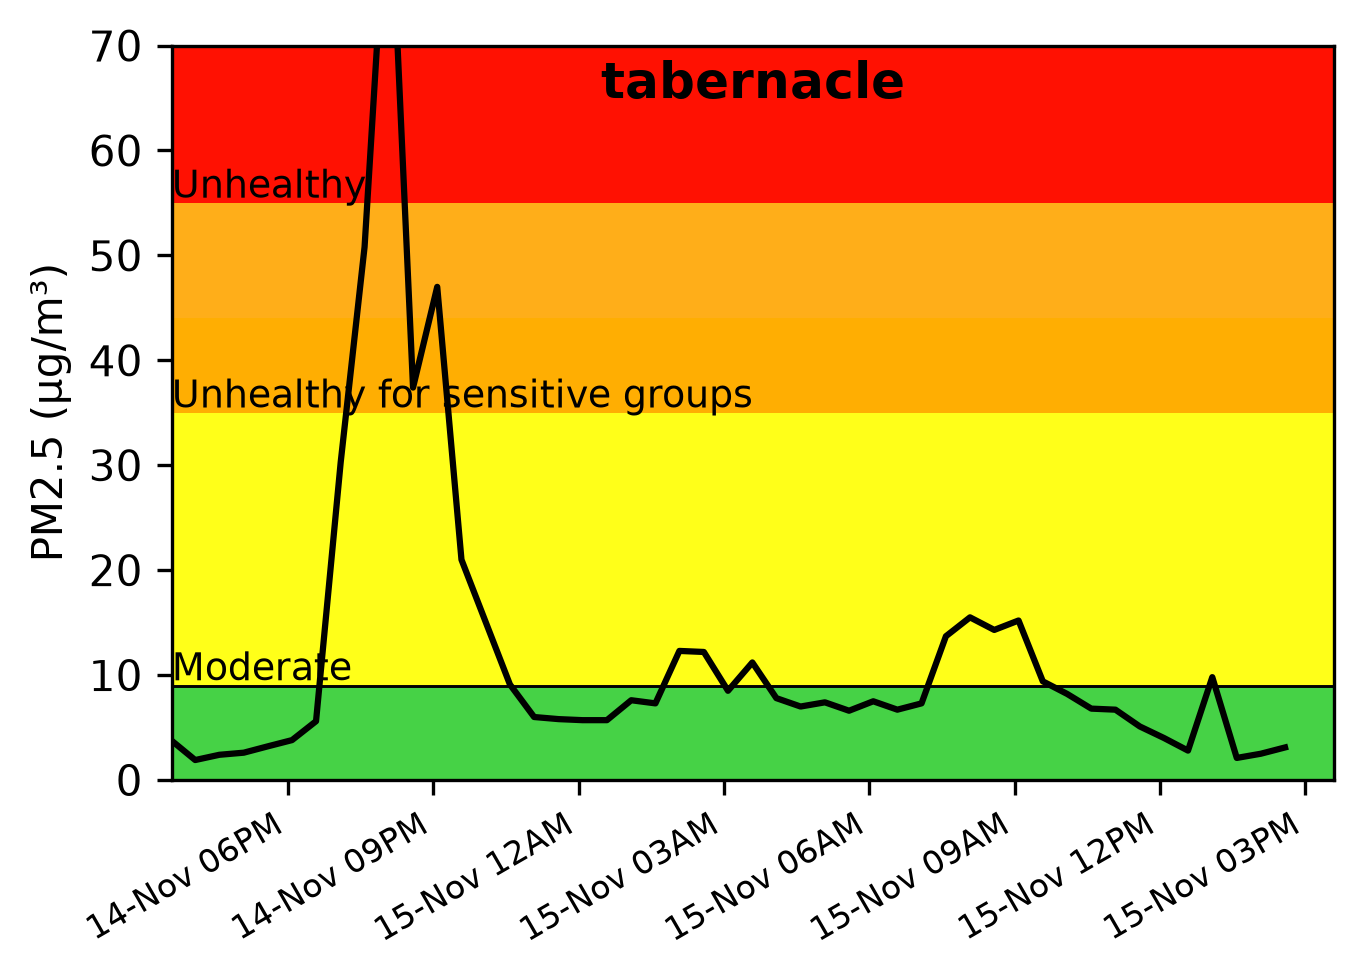 tabernacle
PM2.5 (µg/m³)
70
60
Unhealthy
50
40
Unhealthy for sensitive groups
30
20
Moderate
10
0
14-Nov 06PM
14-Nov 09PM
15-Nov 12AM
15-Nov 03AM
15-Nov 06AM
15-Nov 09AM
15-Nov 12PM
15-Nov 03PM